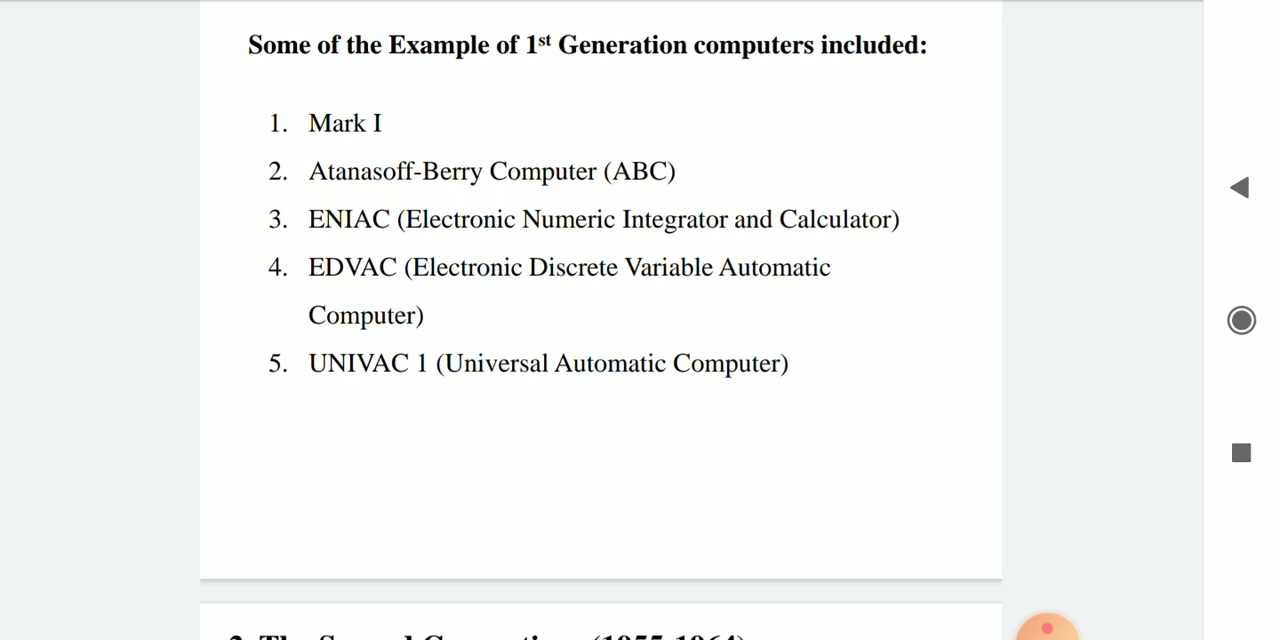 Some of the Example of 1st Generation computers included:
1. Mark I
2. Atanasoff-Berry Computer (ABC)
3. ENIAC (Electronic Numeric Integrator and Calculator)
4. EDVAC (Electronic Discrete Variable Automatic
Computer)
5. UNIVAC 1 (Universal Automatic Computer)